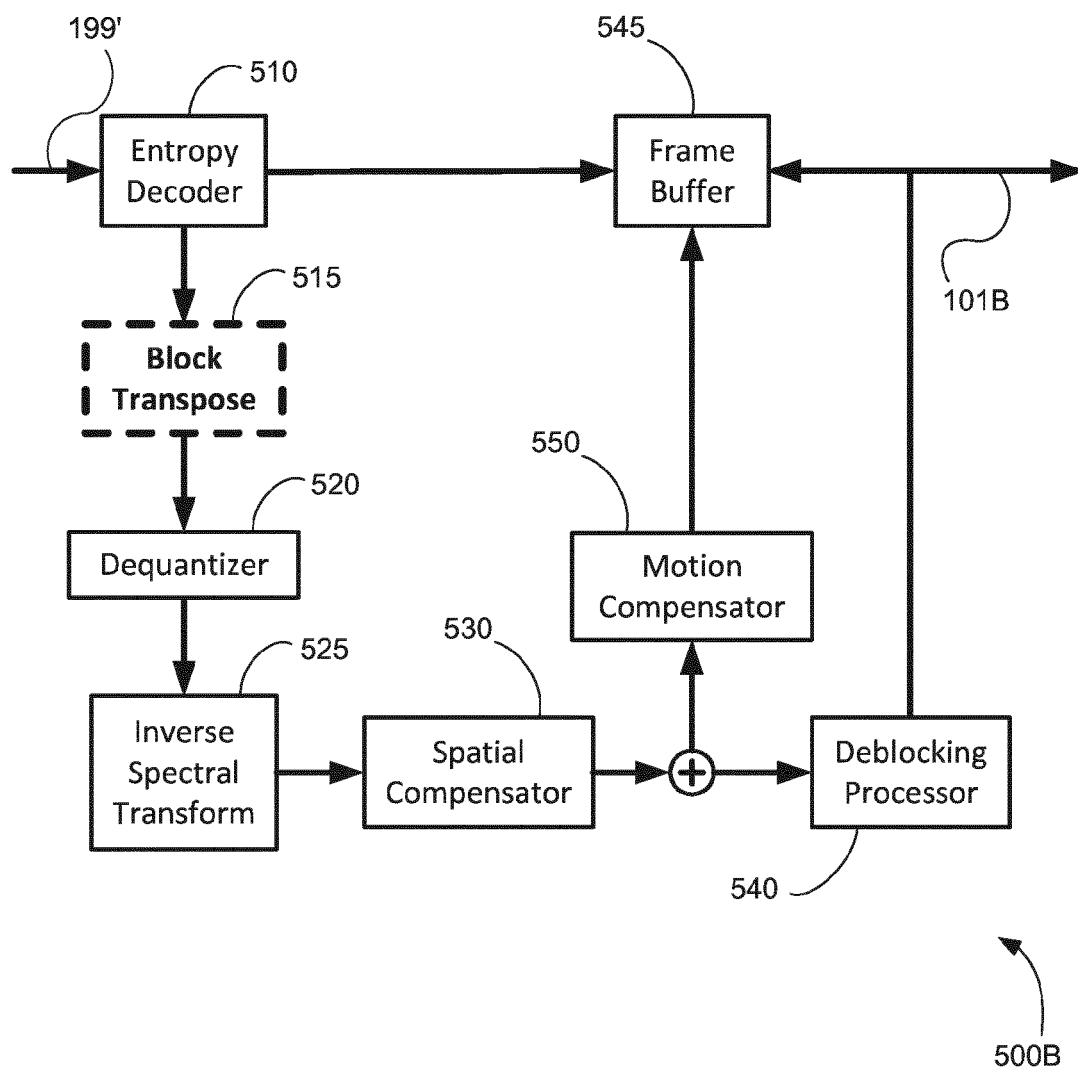 199'
510
545
Entropy
Decoder
Frame
Buffer
101B
515
Block
Transpose
520
Dequantizer
550
Motion
Compensator
525
Inverse
Spectral
Transform
530
Spatial
Compensator
+
Deblocking
Processor
540
500B